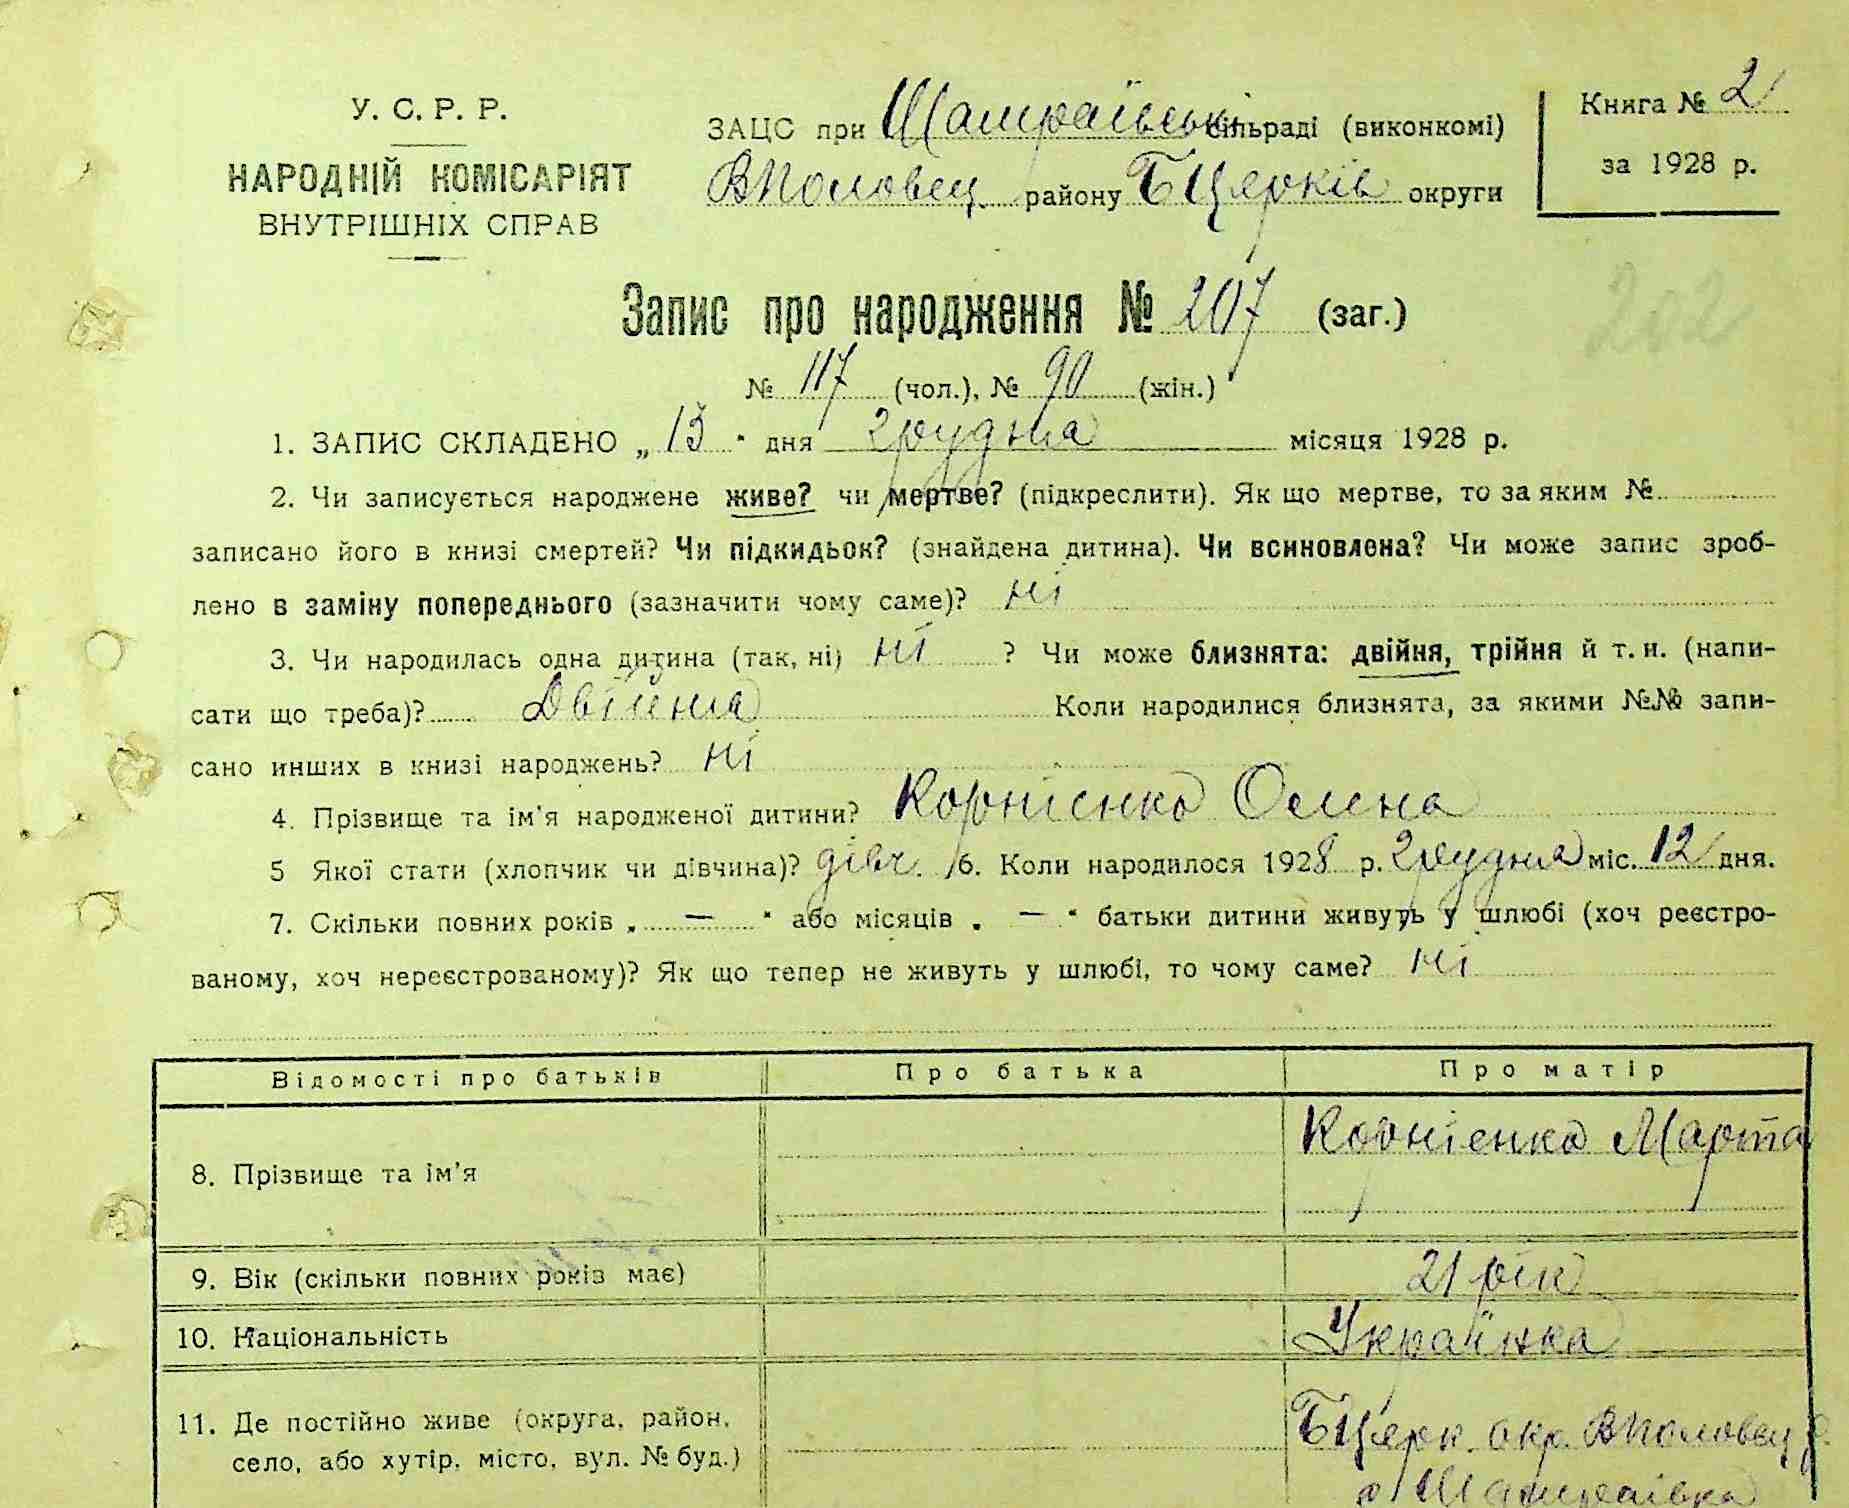 У. С. Р. Р.
НАРОДНІЙ КОМІСАРІЯТ
ВНУТРІШНІХ СПРАВ
ЗАЦС при Шамраївській сільраді (виконкомі)
ВПоловец. району БЦерків округи
Книга № 2
за 1928 р.
Запис про народження № 207 (заг.)
202
№ 117 (чол.), № 90 (жін.)
1. ЗАПИС СКЛАДЕНО „ 13 " дня грудня місяця 1928 р.
2. Чи записується народжене живе? чи мертве? (підкреслити). Як що мертве, то за яким №
записано його в книзі смертей? Чи підкидьок? (знайдена дитина). Чи всиновлена? Чи може запис зроб-
лено в заміну попереднього (зазначити чому саме)? ні
3. Чи народилась одна дитина (так, ні) ні ? Чи може близнята: двійня, трійня й т. и. (напи-
сати що треба)? Двійня Коли народилися близнята, за якими №№ запи-
сано инших в книзі народжень? ні
4. Прізвище та ім'я народженої дитини? Корнієнко Олена
5 Якої стати (хлопчик чи дівчина)? дівч. 6. Коли народилося 1928 р. грудня міс. 12 дня.
7. Скільки повних років „ — " або місяців „ — " батьки дитини живуть у шлюбі (хоч реєстро-
ваному, хоч нереєстрованому)? Як що тепер не живуть у шлюбі, то чому саме? ні
Відомості про батьків Про батька Про матір
8. Прізвище та ім'я Корнієнко Марта
9. Вік (скільки повних років має) 21 рік
10. Національність Українка
11. Де постійно живе (округа, район, БЦерк. окр. ВПоловец р.
село, або хутір, місто, вул. № буд.) с Шамраівка